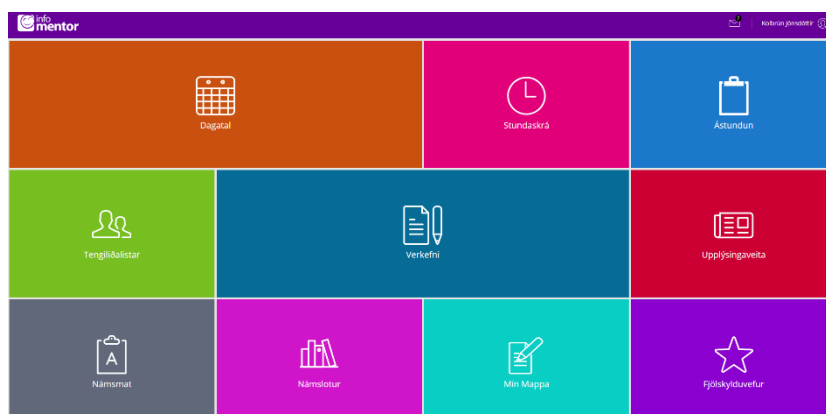 info
mentor
Kolbrún Jónsdóttir
Dagatal
Stundaskrá
Ástundun
Tengiliðalistar
Verkefni
Upplýsingaveita
A
Námsmat
Námslotur
Mín Mappa
Fjölskylduvefur